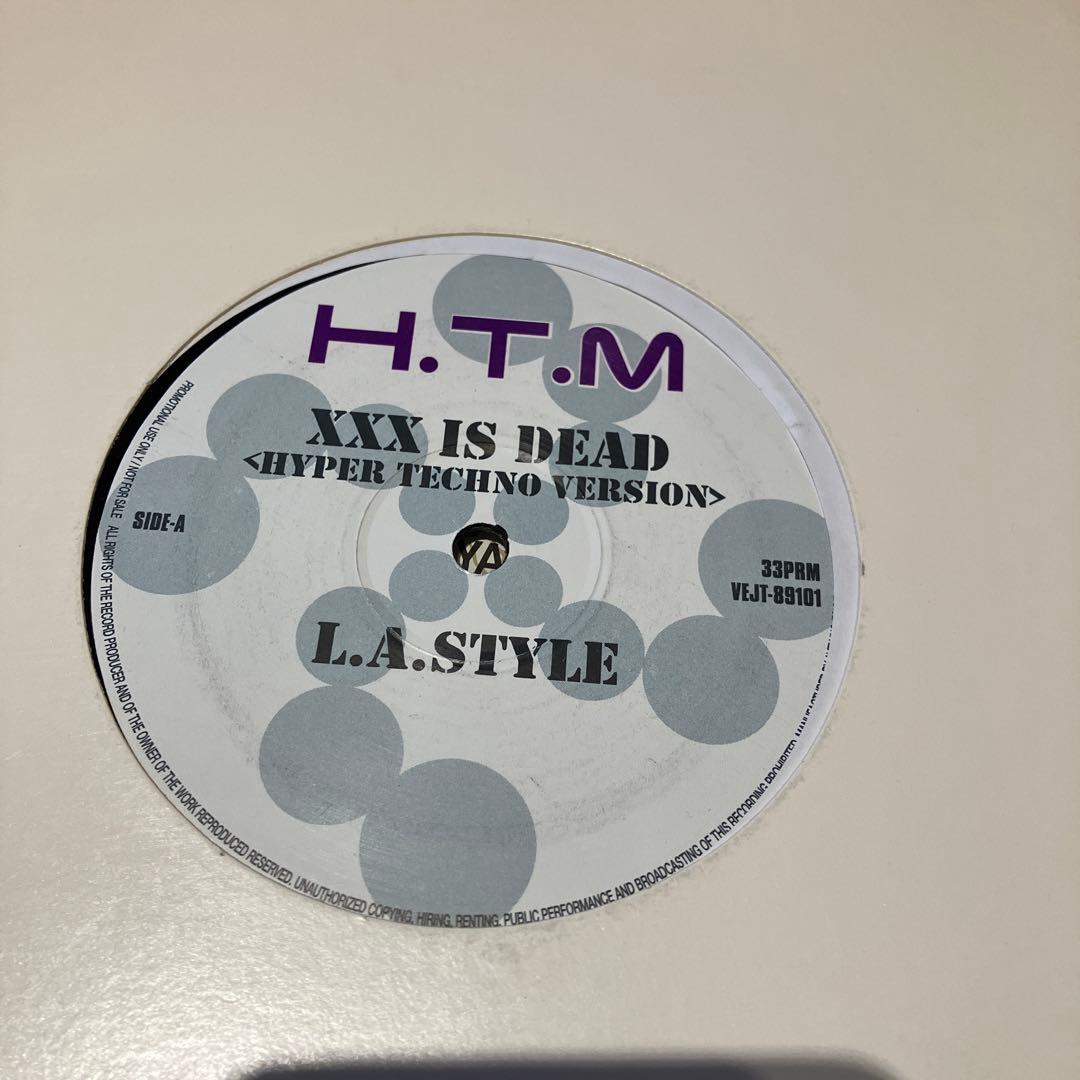 H.T.M
XXX IS DEAD
<HYPER TECHNO VERSION>
SIDE-A
YA
33PRM
VEJT-89101
L.A.STYLE
PROMOTIONAL USE ONLY / NOT FOR SALE ALL RIGHTS OF THE RECORD PRODUCER AND OF THE OWNER OF THE WORK REPRODUCED RESERVED. UNAUTHORIZED COPYING, HIRING, RENTING, PUBLIC PERFORMANCE AND BROADCASTING OF THIS RECORDING PROHIBITED.